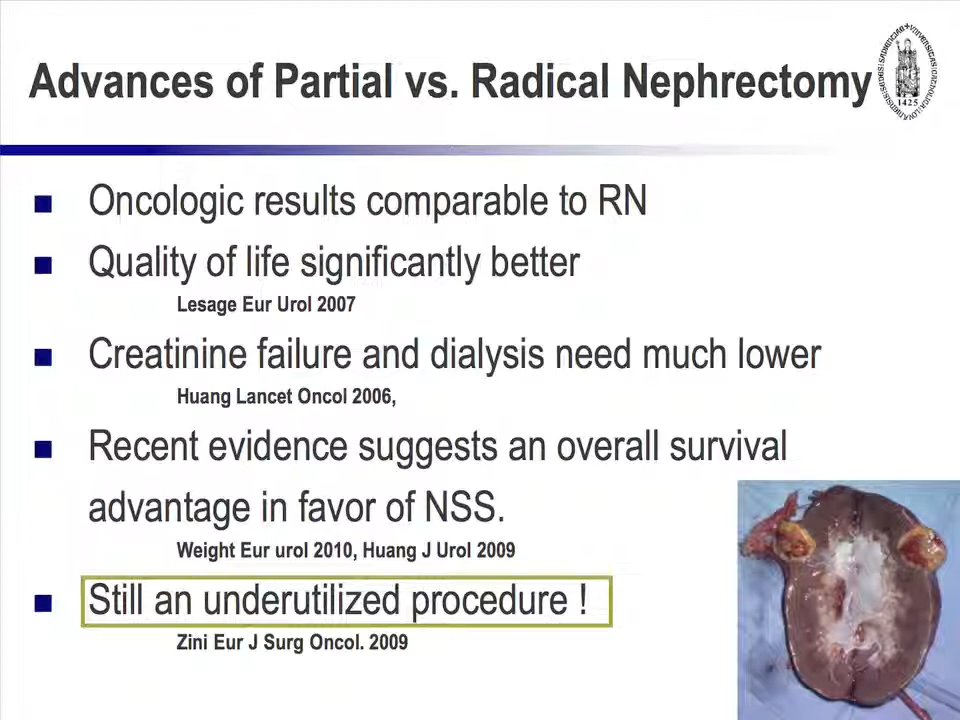 Advances of Partial vs. Radical Nephrectomy
1425
Oncologic results comparable to RN
Quality of life significantly better
Lesage Eur Urol 2007
Creatinine failure and dialysis need much lower
Huang Lancet Oncol 2006,
Recent evidence suggests an overall survival
advantage in favor of NSS.
Weight Eur urol 2010, Huang J Urol 2009
Still an underutilized procedure !
Zini Eur J Surg Oncol. 2009